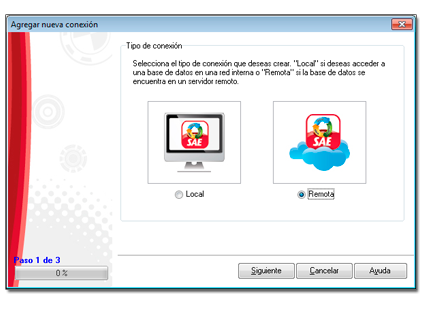 Agregar nueva conexión
Tipo de conexión
Selecciona el tipo de conexión que deseas crear. "Local" si deseas acceder a
una base de datos en una red interna o "Remota" si la base de datos se
encuentra en un servidor remoto.
SAE
SAE
Local
Remota
Paso 1 de 3
0 %
Siguiente
Cancelar
Ayuda